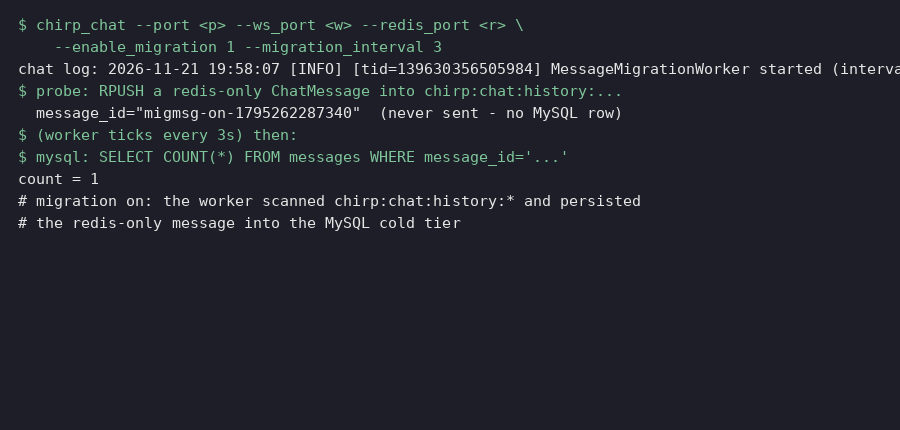 $ chirp_chat --port <p> --ws_port <w> --redis_port <r> \
    --enable_migration 1 --migration_interval 3
chat log: 2026-11-21 19:58:07 [INFO] [tid=139630356505984] MessageMigrationWorker started (interva
$ probe: RPUSH a redis-only ChatMessage into chirp:chat:history:...
  message_id="migmsg-on-1795262287340"  (never sent - no MySQL row)
$ (worker ticks every 3s) then:
$ mysql: SELECT COUNT(*) FROM messages WHERE message_id='...'
count = 1
# migration on: the worker scanned chirp:chat:history:* and persisted
# the redis-only message into the MySQL cold tier